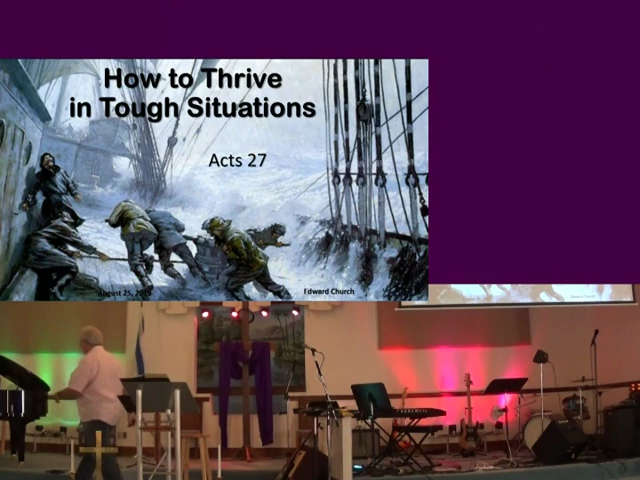 How to Thrive
in Tough Situations
Acts 27
Edward Church